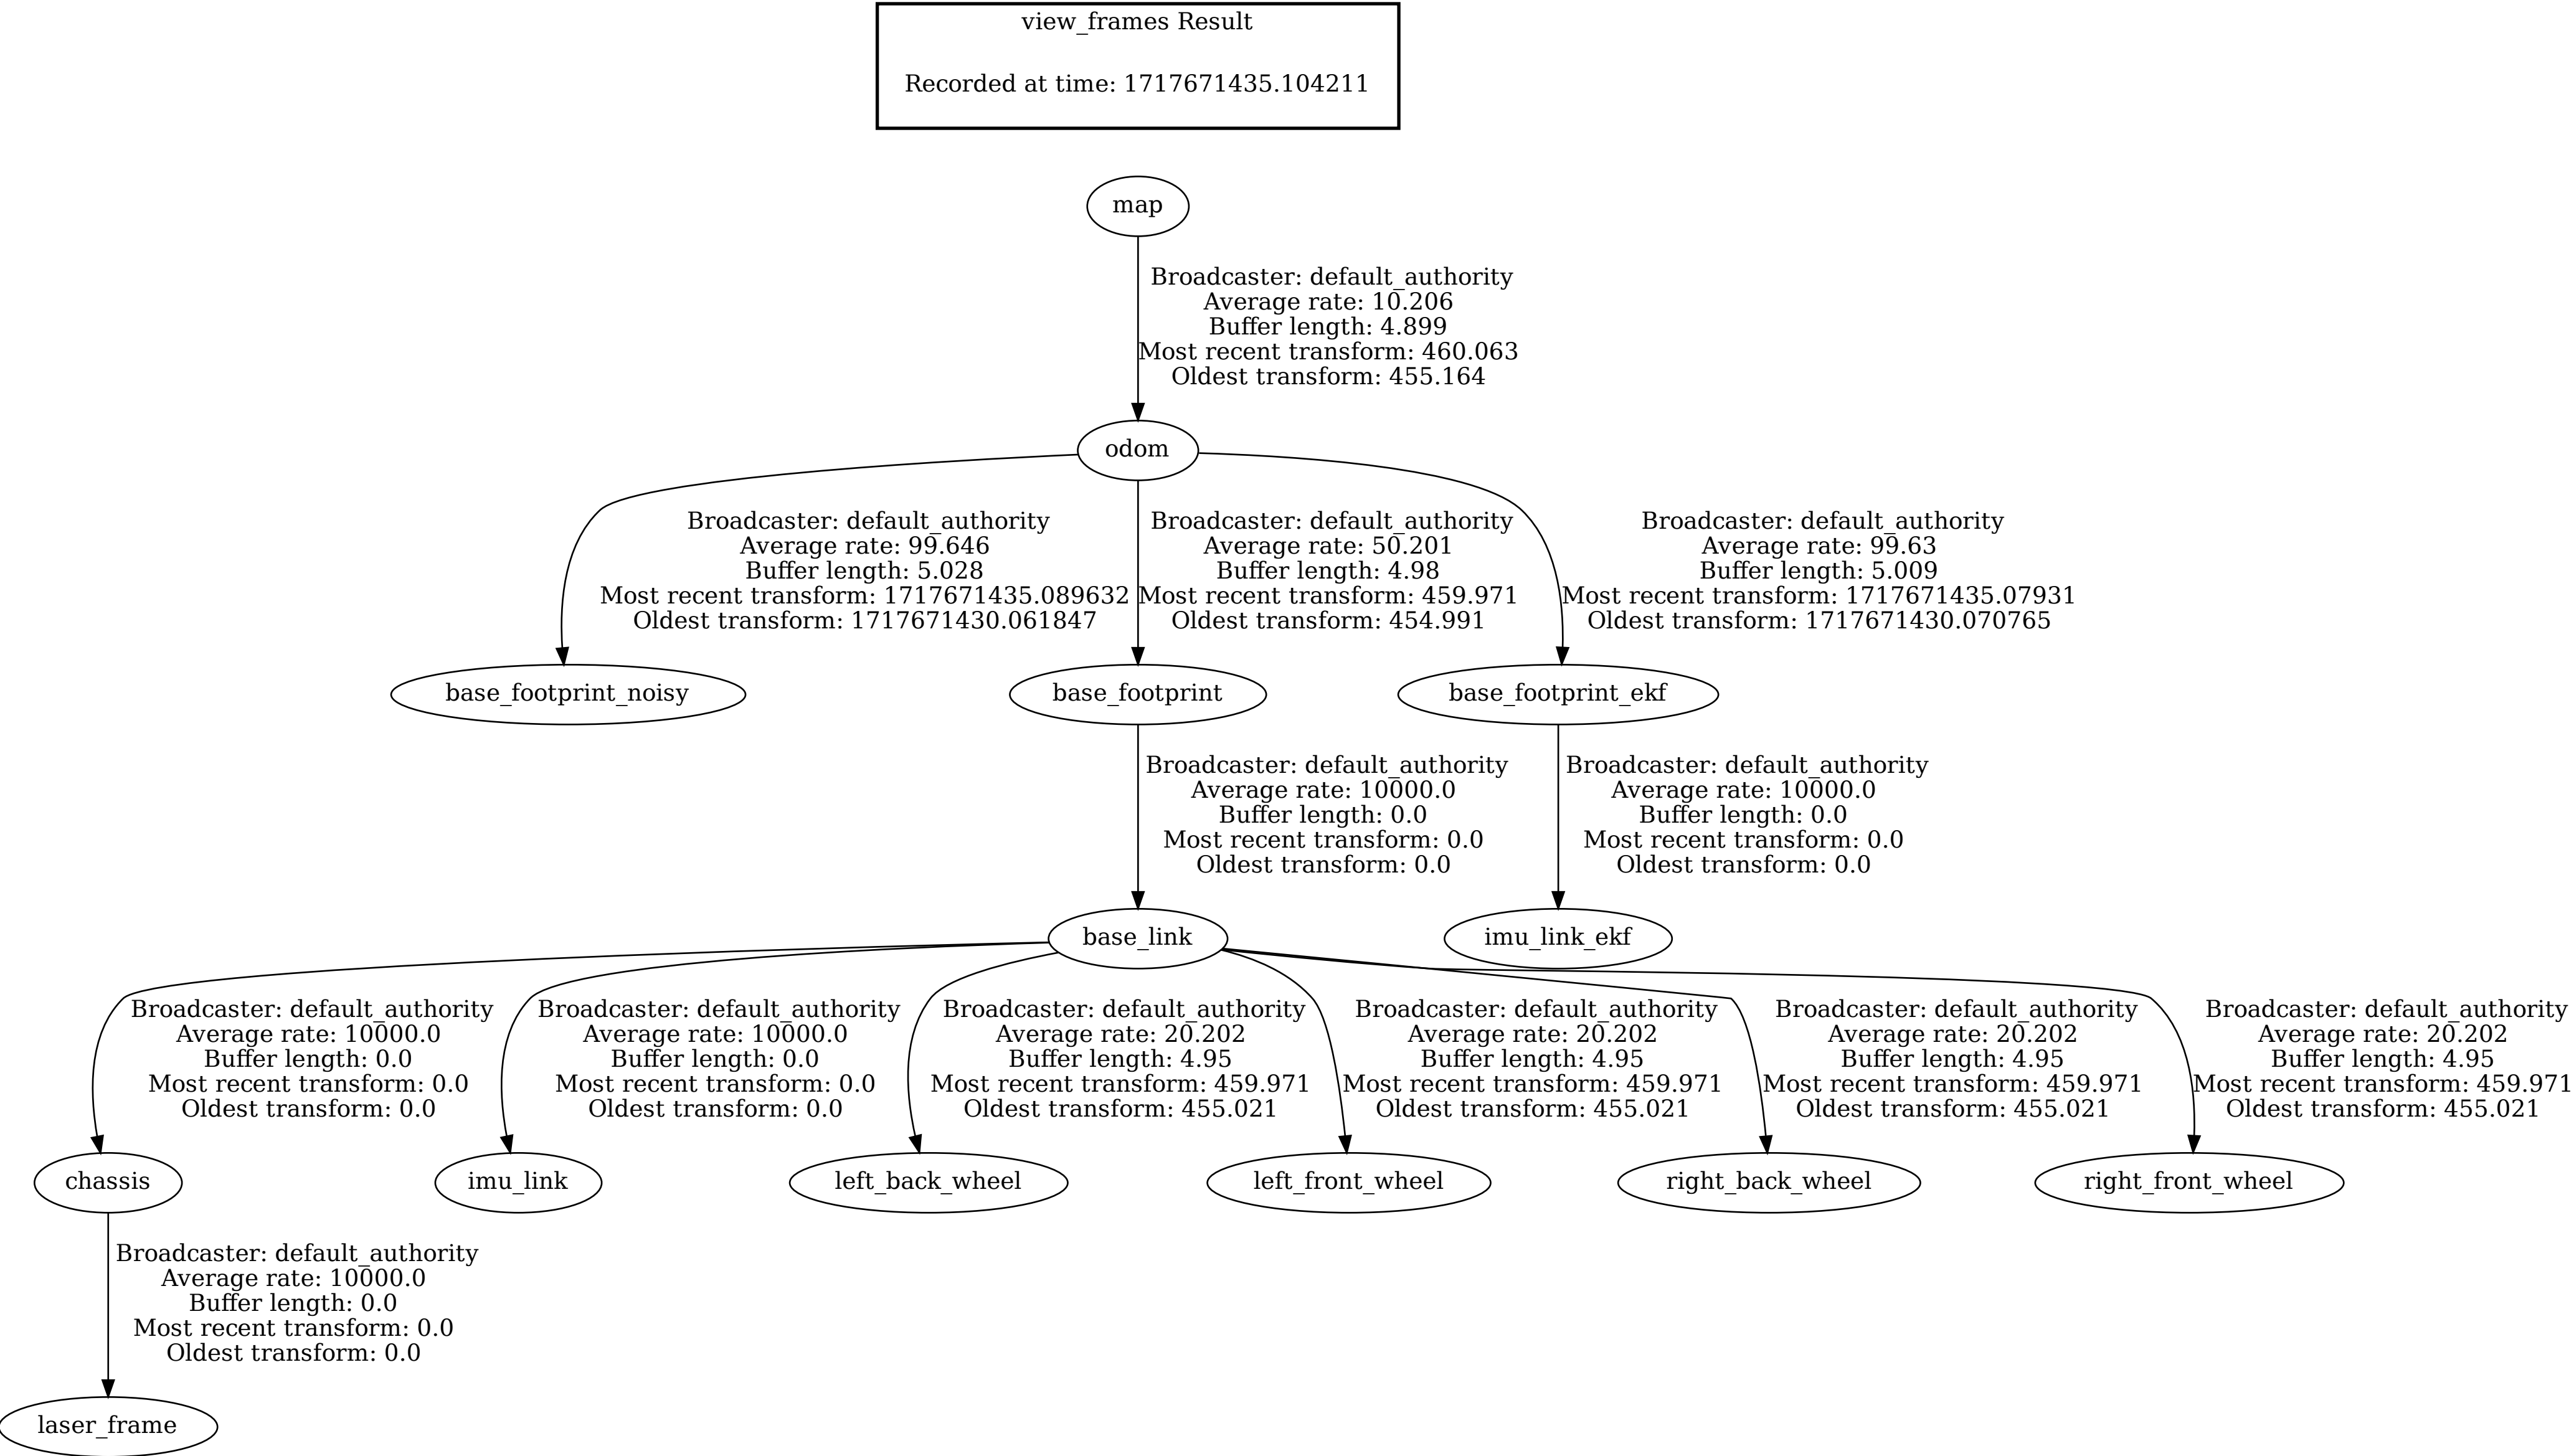 view_frames Result
Recorded at time: 1717671435.104211
map
Broadcaster: default_authority
Average rate: 10.206
Buffer length: 4.899
Most recent transform: 460.063
Oldest transform: 455.164
odom
Broadcaster: default_authority
Average rate: 99.646
Buffer length: 5.028
Most recent transform: 1717671435.089632
Oldest transform: 1717671430.061847
Broadcaster: default_authority
Average rate: 50.201
Buffer length: 4.98
Most recent transform: 459.971
Oldest transform: 454.991
Broadcaster: default_authority
Average rate: 99.63
Buffer length: 5.009
Most recent transform: 1717671435.07931
Oldest transform: 1717671430.070765
base_footprint_noisy
base_footprint
base_footprint_ekf
Broadcaster: default_authority
Average rate: 10000.0
Buffer length: 0.0
Most recent transform: 0.0
Oldest transform: 0.0
Broadcaster: default_authority
Average rate: 10000.0
Buffer length: 0.0
Most recent transform: 0.0
Oldest transform: 0.0
base_link
imu_link_ekf
Broadcaster: default_authority
Average rate: 10000.0
Buffer length: 0.0
Most recent transform: 0.0
Oldest transform: 0.0
Broadcaster: default_authority
Average rate: 10000.0
Buffer length: 0.0
Most recent transform: 0.0
Oldest transform: 0.0
Broadcaster: default_authority
Average rate: 20.202
Buffer length: 4.95
Most recent transform: 459.971
Oldest transform: 455.021
Broadcaster: default_authority
Average rate: 20.202
Buffer length: 4.95
Most recent transform: 459.971
Oldest transform: 455.021
Broadcaster: default_authority
Average rate: 20.202
Buffer length: 4.95
Most recent transform: 459.971
Oldest transform: 455.021
Broadcaster: default_authority
Average rate: 20.202
Buffer length: 4.95
Most recent transform: 459.971
Oldest transform: 455.021
chassis
imu_link
left_back_wheel
left_front_wheel
right_back_wheel
right_front_wheel
Broadcaster: default_authority
Average rate: 10000.0
Buffer length: 0.0
Most recent transform: 0.0
Oldest transform: 0.0
laser_frame